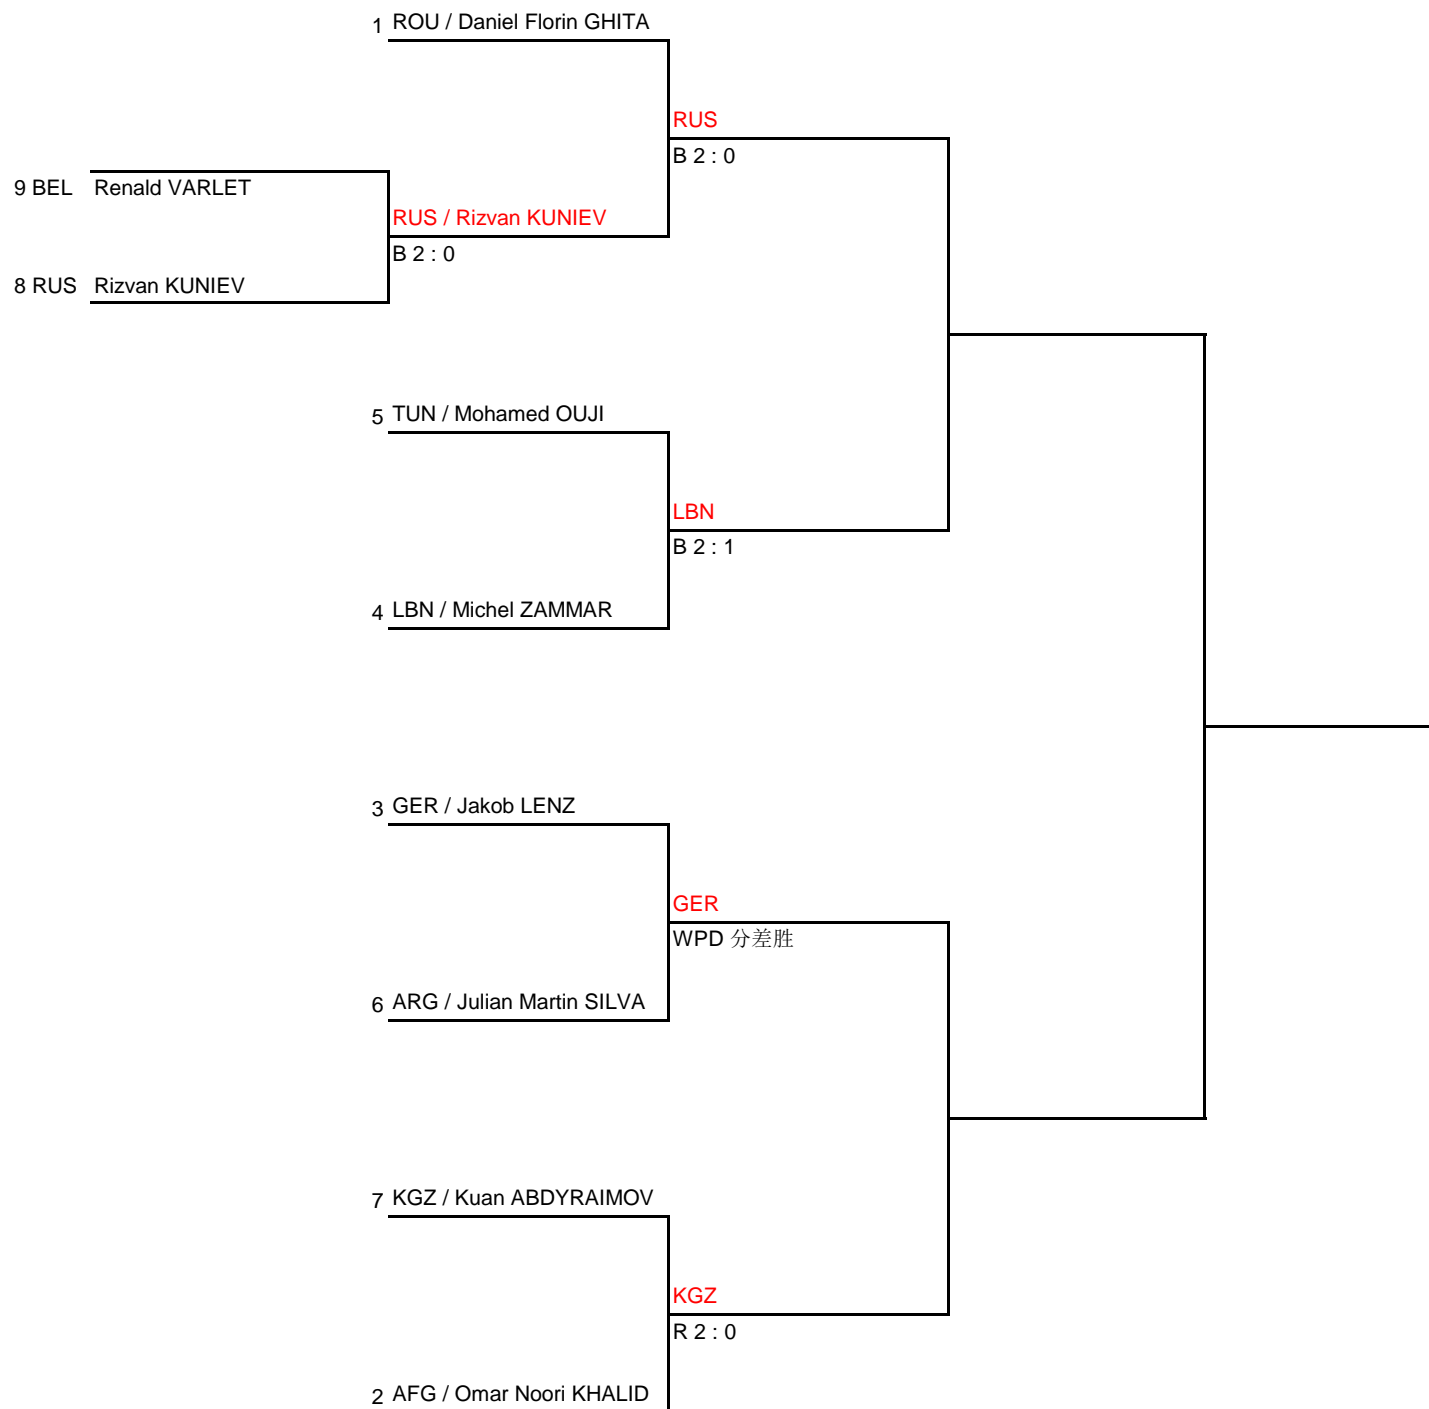 1 ROU / Daniel Florin GHITA
RUS
B 2 : 0
9 BEL Renald VARLET
RUS / Rizvan KUNIEV
B 2 : 0
8 RUS Rizvan KUNIEV
5 TUN / Mohamed OUJI
LBN
B 2 : 1
4 LBN / Michel ZAMMAR
3 GER / Jakob LENZ
GER
WPD 分差胜
6 ARG / Julian Martin SILVA
7 KGZ / Kuan ABDYRAIMOV
KGZ
R 2 : 0
2 AFG / Omar Noori KHALID